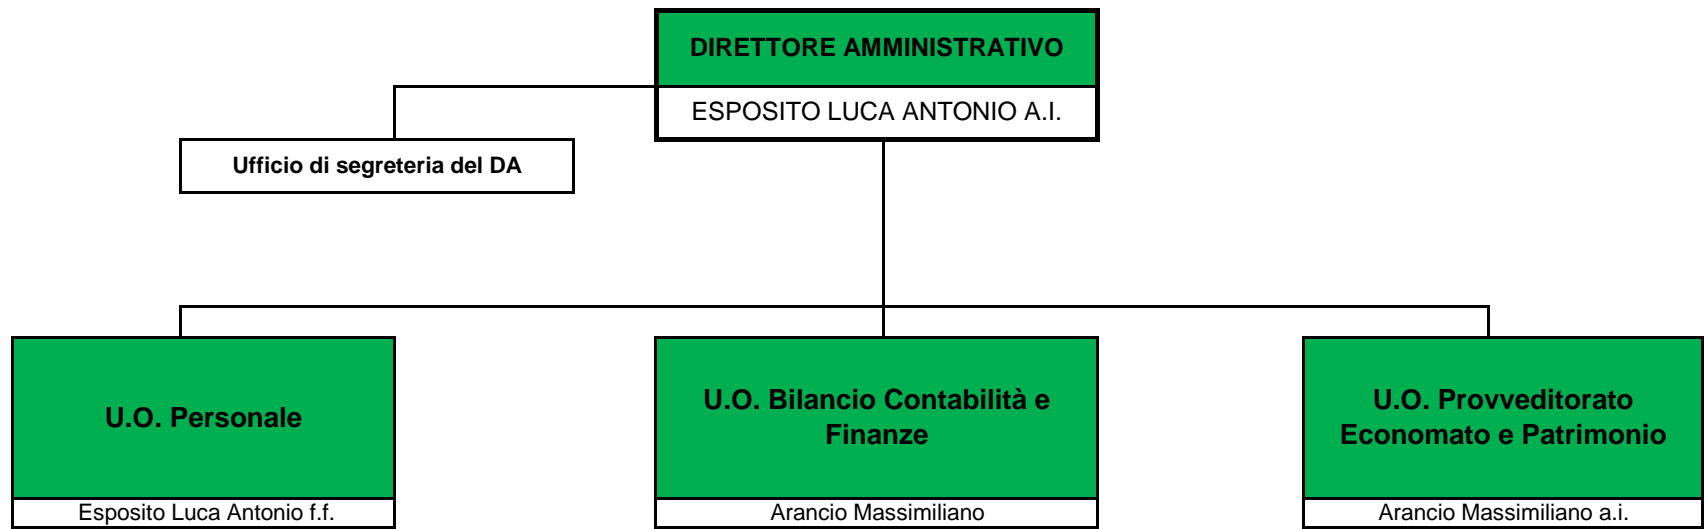 DIRETTORE AMMINISTRATIVO
ESPOSITO LUCA ANTONIO A.I.
Ufficio di segreteria del DA
U.O. Personale
Esposito Luca Antonio f.f.
U.O. Bilancio Contabilità e
Finanze
Arancio Massimiliano
U.O. Provveditorato
Economato e Patrimonio
Arancio Massimiliano a.i.